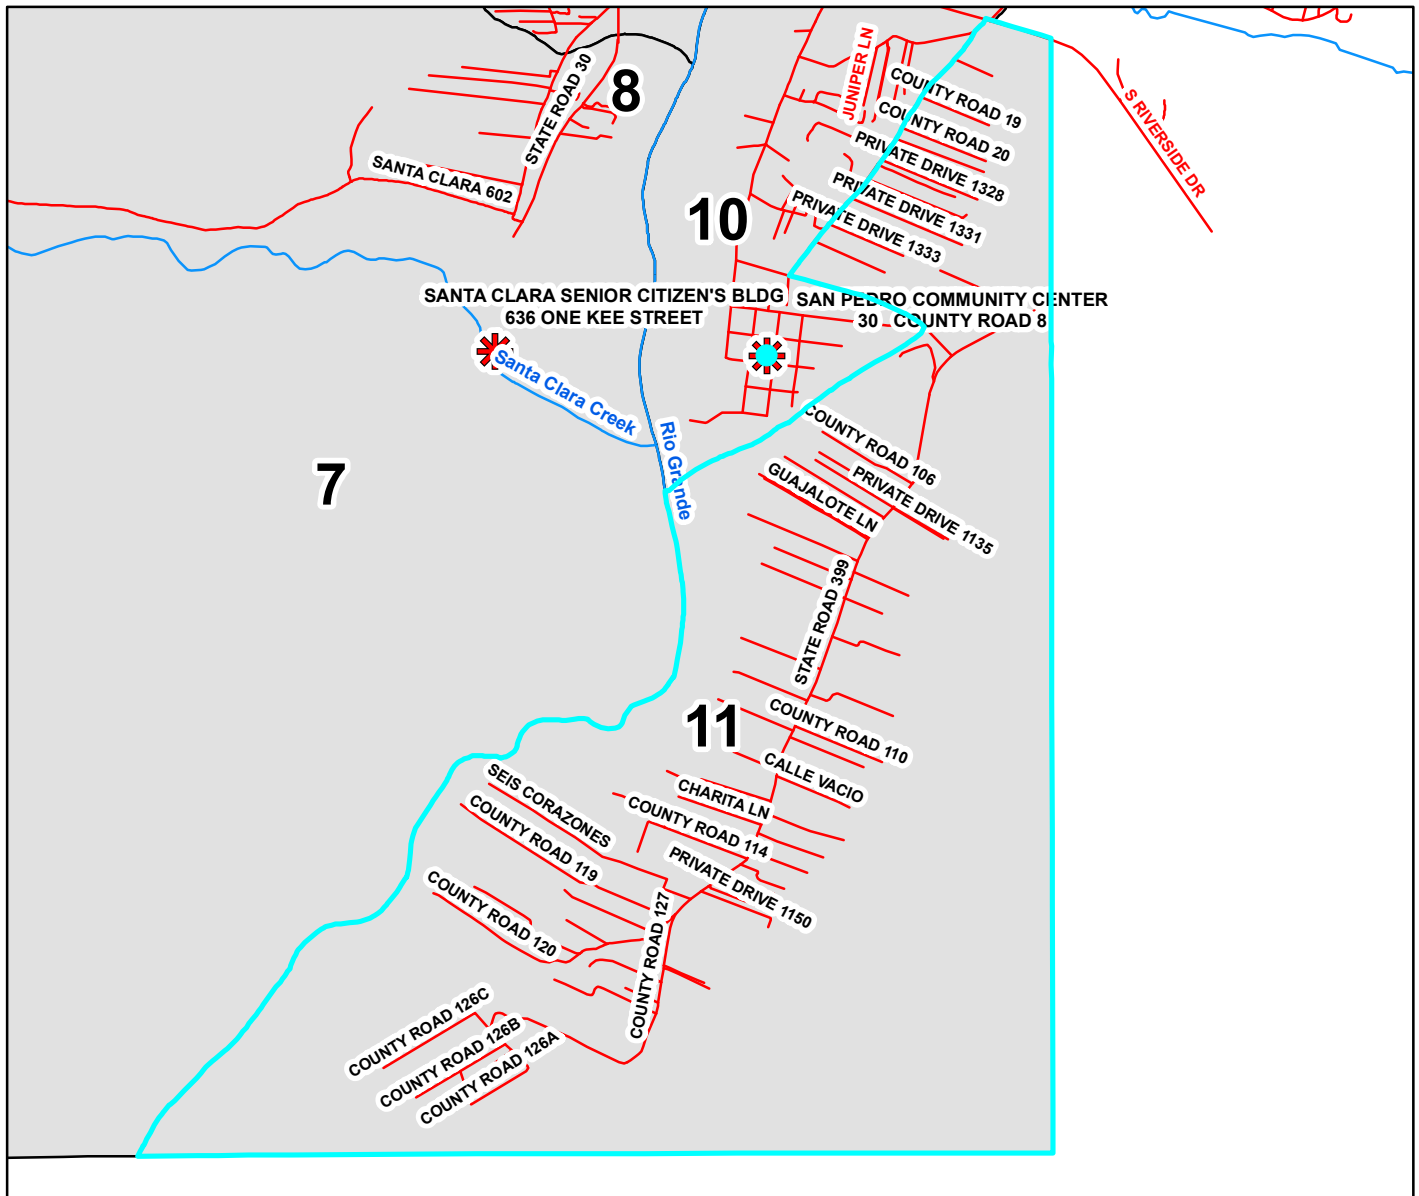 JUNIPER LN
STATE ROAD 30
8
COUNTY ROAD 19
S RIVERSIDE DR
COUNTY ROAD 20
PRIVATE DRIVE 1328
SANTA CLARA 602
PRIVATE DRIVE 1331
10
PRIVATE DRIVE 1333
SANTA CLARA SENIOR CITIZEN'S BLDG
636 ONE KEE STREET
SAN PEDRO COMMUNITY CENTER
30 COUNTY ROAD 8
Santa Clara Creek
Rio Grande
COUNTY ROAD 106
7
GUAJALOTE LN
PRIVATE DRIVE 1135
STATE ROAD 399
11
COUNTY ROAD 110
CALLE VACIO
SEIS CORAZONES
CHARITA LN
COUNTY ROAD 119
COUNTY ROAD 114
PRIVATE DRIVE 1150
COUNTY ROAD 120
COUNTY ROAD 127
COUNTY ROAD 126C
COUNTY ROAD 126B
COUNTY ROAD 126A